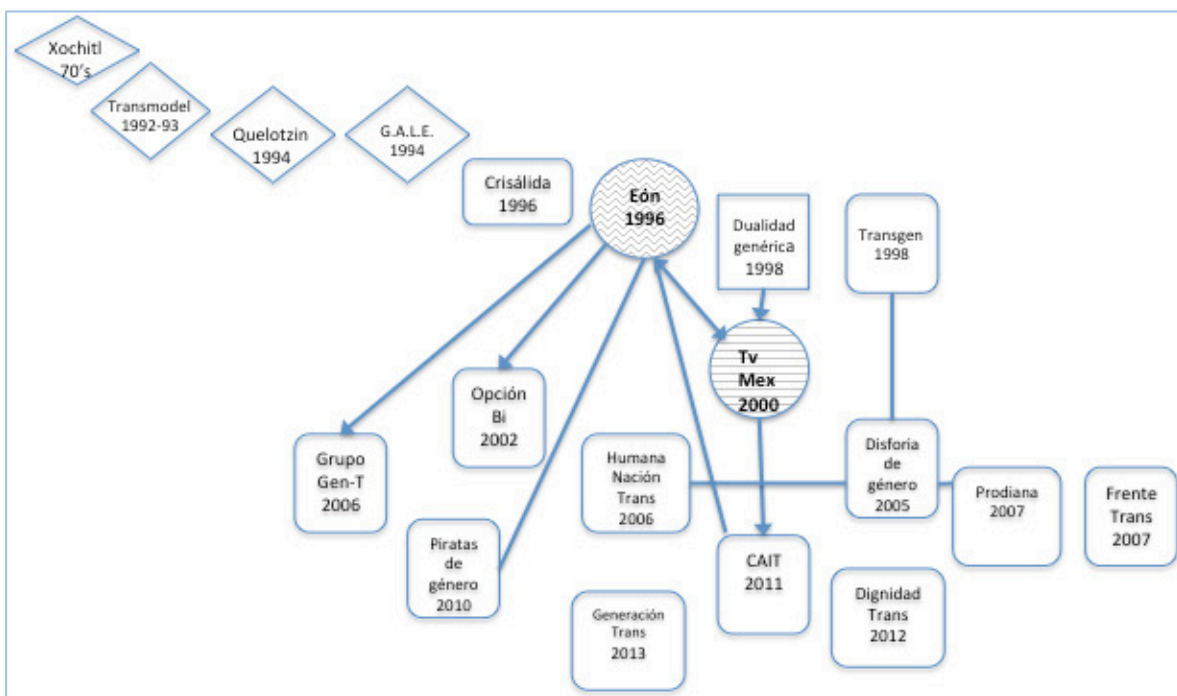 Xochitl
70's
Transmodel
1992-93
Quelotzin
1994
G.A.L.E.
1994
Crisálida
1996
Eón
1996
Dualidad
genérica
1998
Transgen
1998
Tv
Mex
2000
Opción
Bi
2002
Grupo
Gen-T
2006
Humana
Nación
Trans
2006
Disforia
de
género
2005
Prodiana
2007
Frente
Trans
2007
Piratas
de
género
2010
CAIT
2011
Dignidad
Trans
2012
Generación
Trans
2013